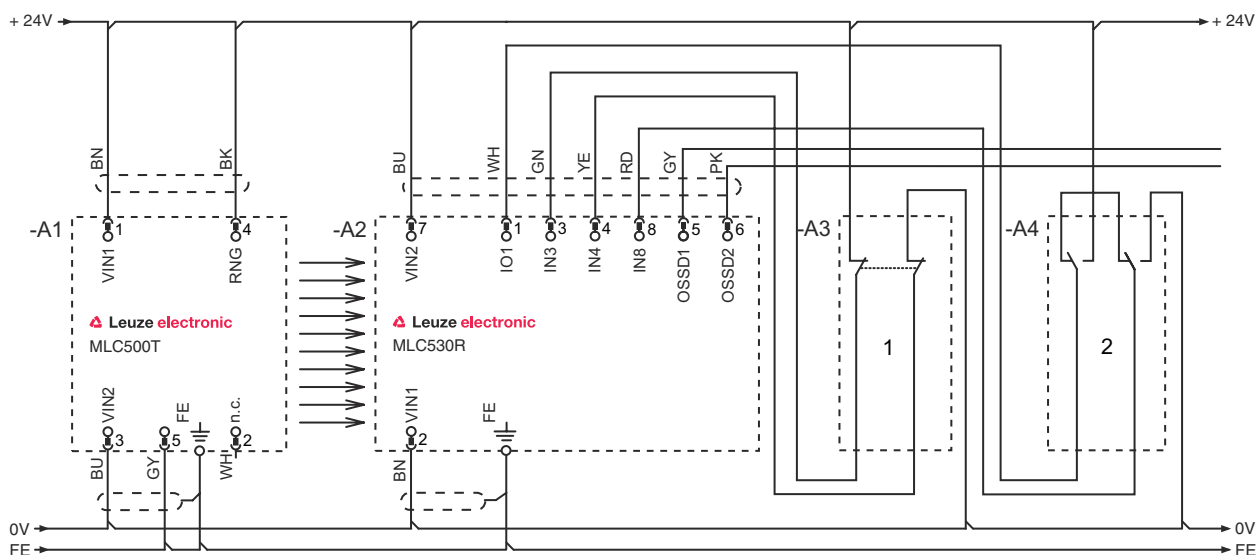 + 24V
+ 24V
BN
BK
BU
WH
GN
YE
RD
GY
PK
-A1
1
4
-A2
7
1
3
4
8
5
6
-A3
-A4
VIN1
RNG
VIN2
IO1
IN3
IN4
IN8
OSSD1
OSSD2
Leuze electronic
MLC500T
Leuze electronic
MLC530R
1
2
VIN2
FE
n.c.
VIN1
FE
3
5
2
2
BU
GY
WH
BN
0V
0V
FE
FE